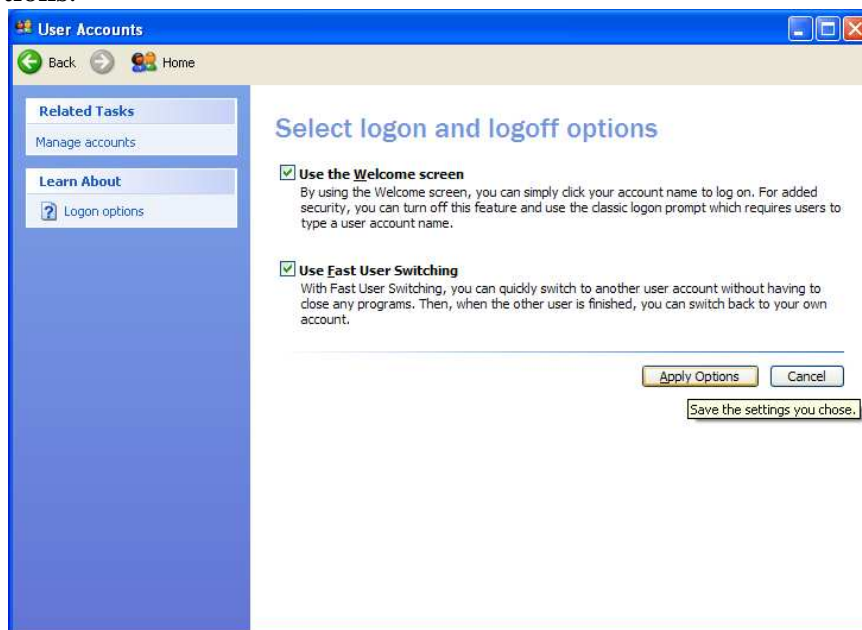 tions.
User Accounts
Back Home
Related Tasks
Manage accounts
Learn About
Logon options
Select logon and logoff options
Use the Welcome screen
By using the Welcome screen, you can simply click your account name to log on. For added
security, you can turn off this feature and use the classic logon prompt which requires users to
type a user account name.
Use Fast User Switching
With Fast User Switching, you can quickly switch to another user account without having to
close any programs. Then, when the other user is finished, you can switch back to your own
account.
Apply Options Cancel
Save the settings you chose.